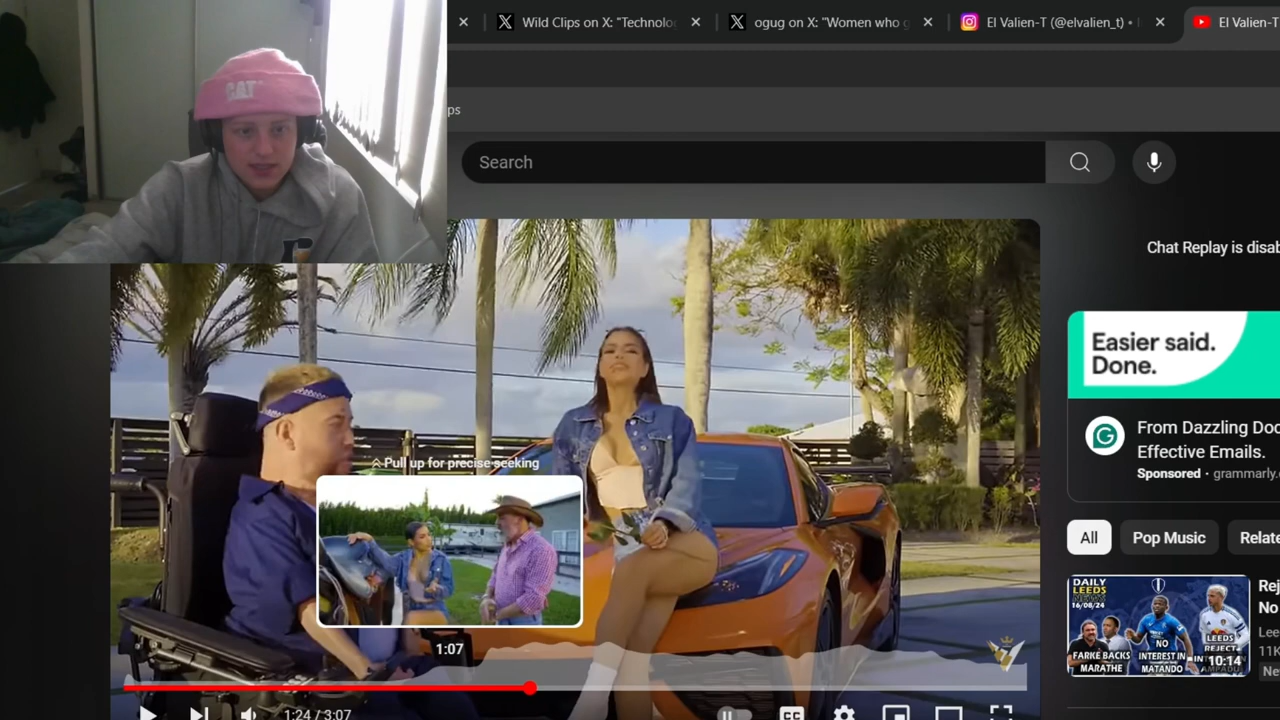 Wild Clips on X: "Technolo
ogug on X: "Women who g
El Valien-T (@elvalien_t) •
El Valien-T
ps
CAT
Search
Chat Replay is disab
Pull up for precise seeking
1:07
1:24 / 3:07
CC
Easier said.
Done.
From Dazzling Doc
Effective Emails.
Sponsored · grammarly.
All
Pop Music
Relate
DAILY
LEEDS
NEWS
16/08/24
FARKE BACKS
MARATHE
NO
INTEREST IN
MATANDO
LEEDS
REJECT
10:14
Rej
No
Lee
11K
Ne